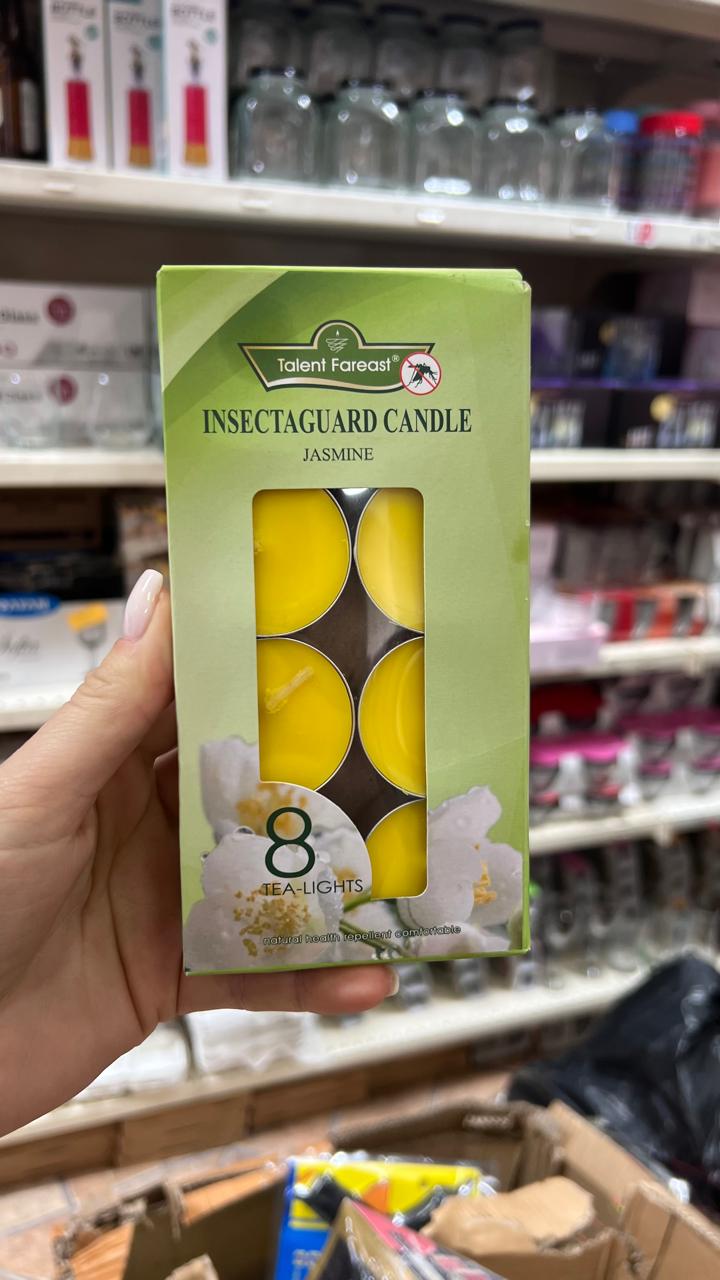 Talent Fareast®
INSECTAGUARD CANDLE
JASMINE
8
TEA-LIGHTS
natural health repellent comfortable